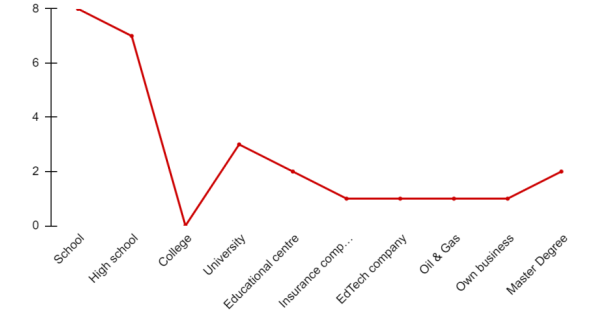 8
6
4
2
0
School
High school
College
University
Educational centre
Insurance comp...
EdTech company
Oil & Gas
Own business
Master Degree